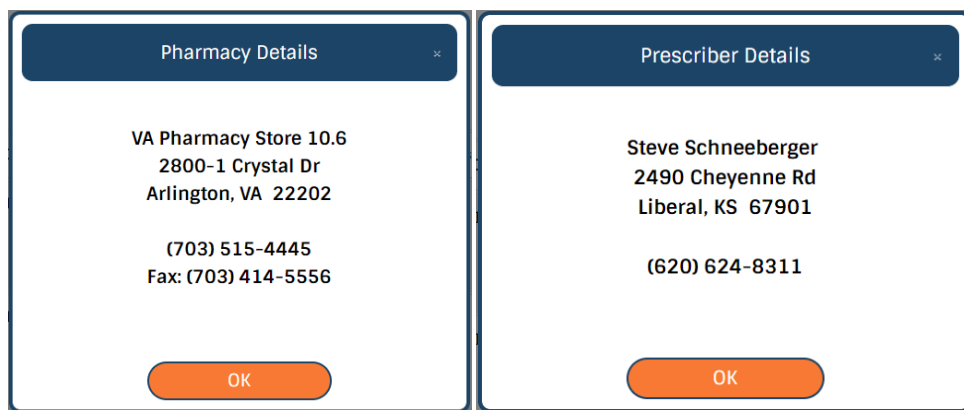 Pharmacy Details
×
VA Pharmacy Store 10.6
2800-1 Crystal Dr
Arlington, VA  22202
(703) 515-4445
Fax: (703) 414-5556
OK
Prescriber Details
×
Steve Schneeberger
2490 Cheyenne Rd
Liberal, KS  67901
(620) 624-8311
OK